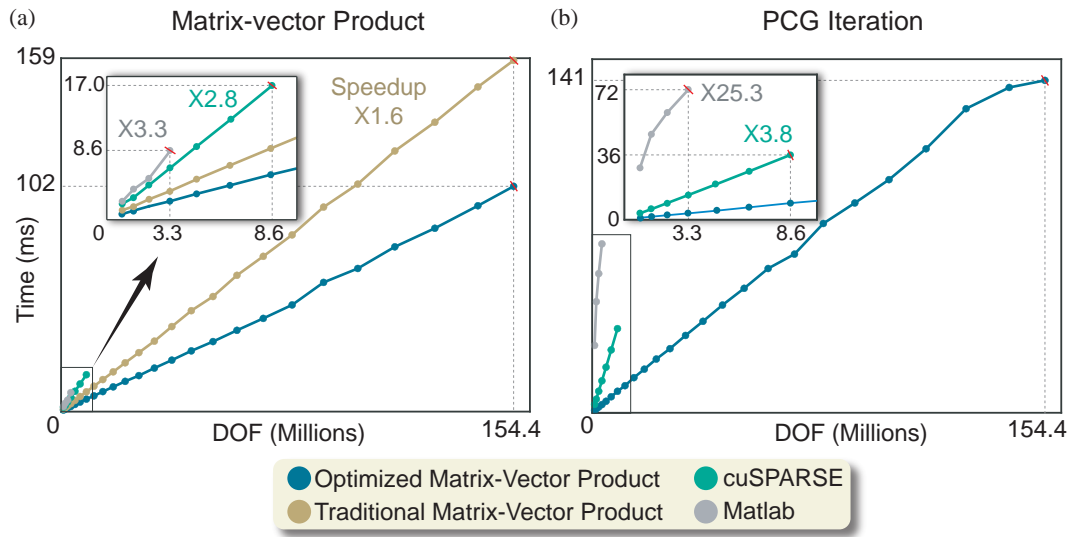 (a)
Matrix-vector Product
159
17.0
X2.8
X3.3
8.6
0
3.3
8.6
Speedup
X1.6
102
Time (ms)
0
DOF (Millions)
154.4
(b)
PCG Iteration
141
72
X25.3
X3.8
36
0
3.3
8.6
0
DOF (Millions)
154.4
Optimized Matrix-Vector Product
cuSPARSE
Traditional Matrix-Vector Product
Matlab